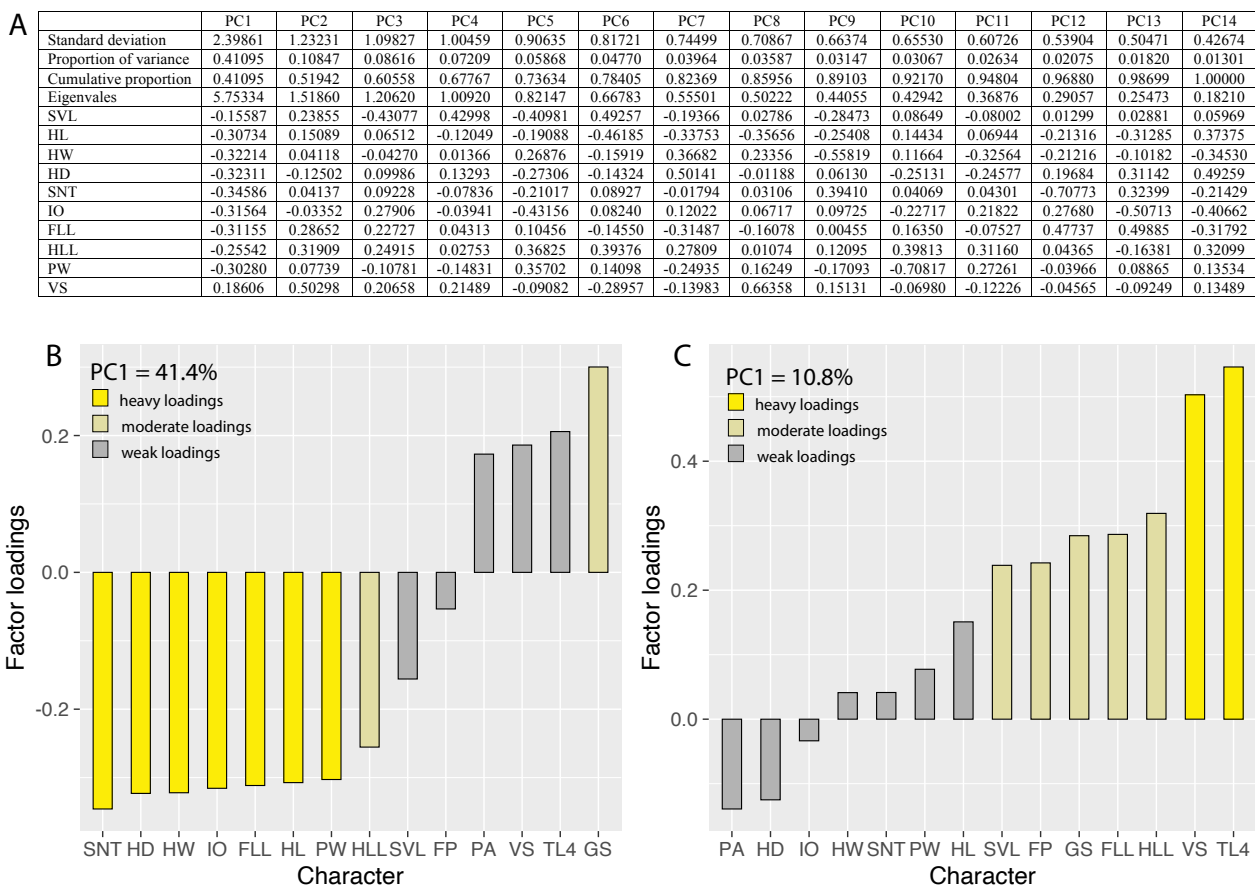 A
PC1 PC2 PC3 PC4 PC5 PC6 PC7 PC8 PC9 PC10 PC11 PC12 PC13 PC14
Standard deviation 2.39861 1.23231 1.09827 1.00459 0.90635 0.81721 0.74499 0.70867 0.66374 0.65530 0.60726 0.53904 0.50471 0.42674
Proportion of variance 0.41095 0.10847 0.08616 0.07209 0.05868 0.04770 0.03964 0.03587 0.03147 0.03067 0.02634 0.02075 0.01820 0.01301
Cumulative proportion 0.41095 0.51942 0.60558 0.67767 0.73634 0.78405 0.82369 0.85956 0.89103 0.92170 0.94804 0.96880 0.98699 1.00000
Eigenvales 5.75334 1.51860 1.20620 1.00920 0.82147 0.66783 0.55501 0.50222 0.44055 0.42942 0.36876 0.29057 0.25473 0.18210
SVL -0.15587 0.23855 -0.43077 0.42998 -0.40981 0.49257 -0.19366 0.02786 -0.28473 0.08649 -0.08002 0.01299 0.02881 0.05969
HL -0.30734 0.15089 0.06512 -0.12049 -0.19088 -0.46185 -0.33753 -0.35656 -0.25408 0.14434 0.06944 -0.21316 -0.31285 0.37375
HW -0.32214 0.04118 -0.04270 0.01366 0.26876 -0.15919 0.36682 0.23356 -0.55819 0.11664 -0.32564 -0.21216 -0.10182 -0.34530
HD -0.32311 -0.12502 0.09986 0.13293 -0.27306 -0.14324 0.50141 -0.01188 0.06130 -0.25131 -0.24577 0.19684 0.31142 0.49259
SNT -0.34586 0.04137 0.09228 -0.07836 -0.21017 0.08927 -0.01794 0.03106 0.39410 0.04069 0.04301 -0.70773 0.32399 -0.21429
IO -0.31564 -0.03352 0.27906 -0.03941 -0.43156 0.08240 0.12022 0.06717 0.09725 -0.22717 0.21822 0.27680 -0.50713 -0.40662
FLL -0.31155 0.28652 0.22727 0.04313 0.10456 -0.14550 -0.31487 -0.16078 0.00455 0.16350 -0.07527 0.47737 0.49885 -0.31792
HLL -0.25542 0.31909 0.24915 0.02753 0.36825 0.39376 0.27809 0.01074 0.12095 0.39813 0.31160 0.04365 -0.16381 0.32099
PW -0.30280 0.07739 -0.10781 -0.14831 0.35702 0.14098 -0.24935 0.16249 -0.17093 -0.70817 0.27261 -0.03966 0.08865 0.13534
VS 0.18606 0.50298 0.20658 0.21489 -0.09082 -0.28957 -0.13983 0.66358 0.15131 -0.06980 -0.12226 -0.04565 -0.09249 0.13489
B
PC1 = 41.4%
heavy loadings
moderate loadings
weak loadings
0.2
0.0
-0.2
Factor loadings
SNT HD HW IO FLL HL PW HLL SVL FP PA VS TL4 GS
Character
C
PC1 = 10.8%
heavy loadings
moderate loadings
weak loadings
0.4
0.2
0.0
Factor loadings
PA HD IO HW SNT PW HL SVL FP GS FLL HLL VS TL4
Character